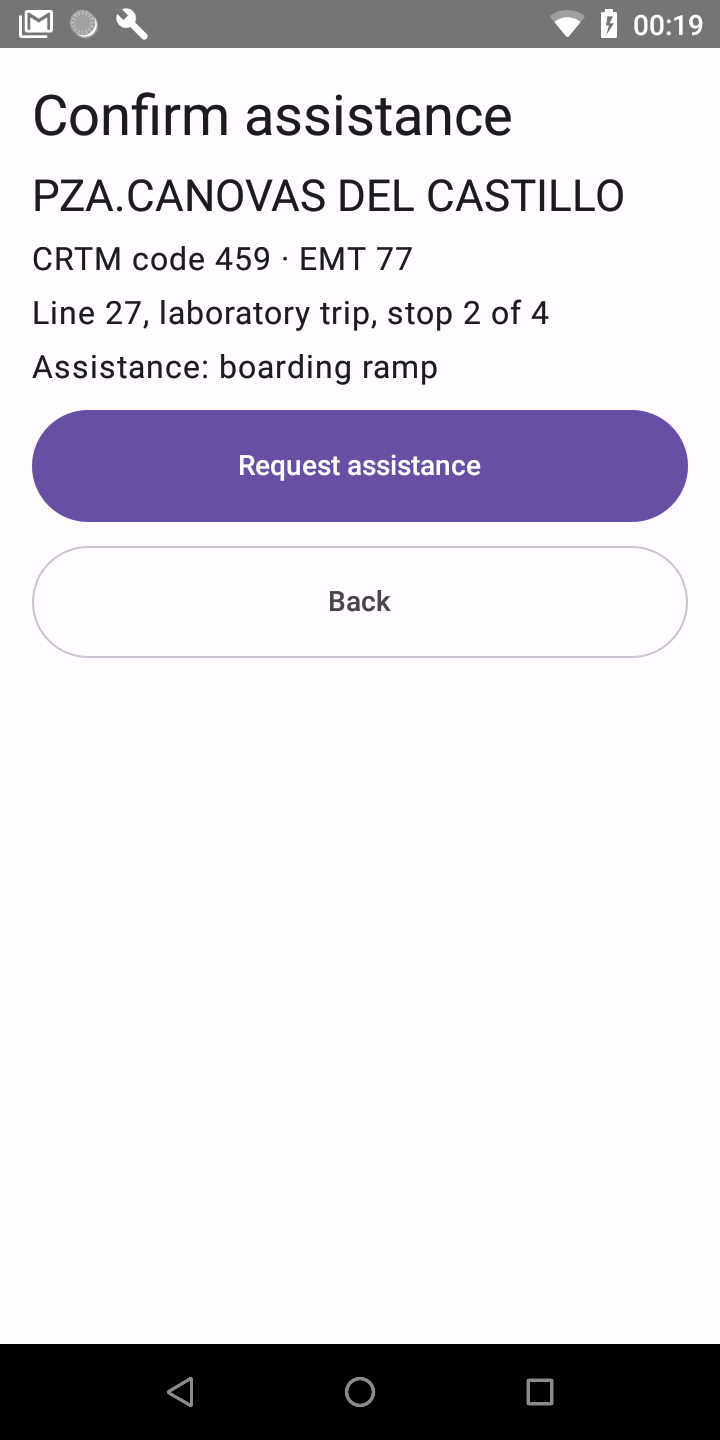 00:19
Confirm assistance
PZA.CANOVAS DEL CASTILLO
CRTM code 459 · EMT 77
Line 27, laboratory trip, stop 2 of 4
Assistance: boarding ramp
Request assistance
Back